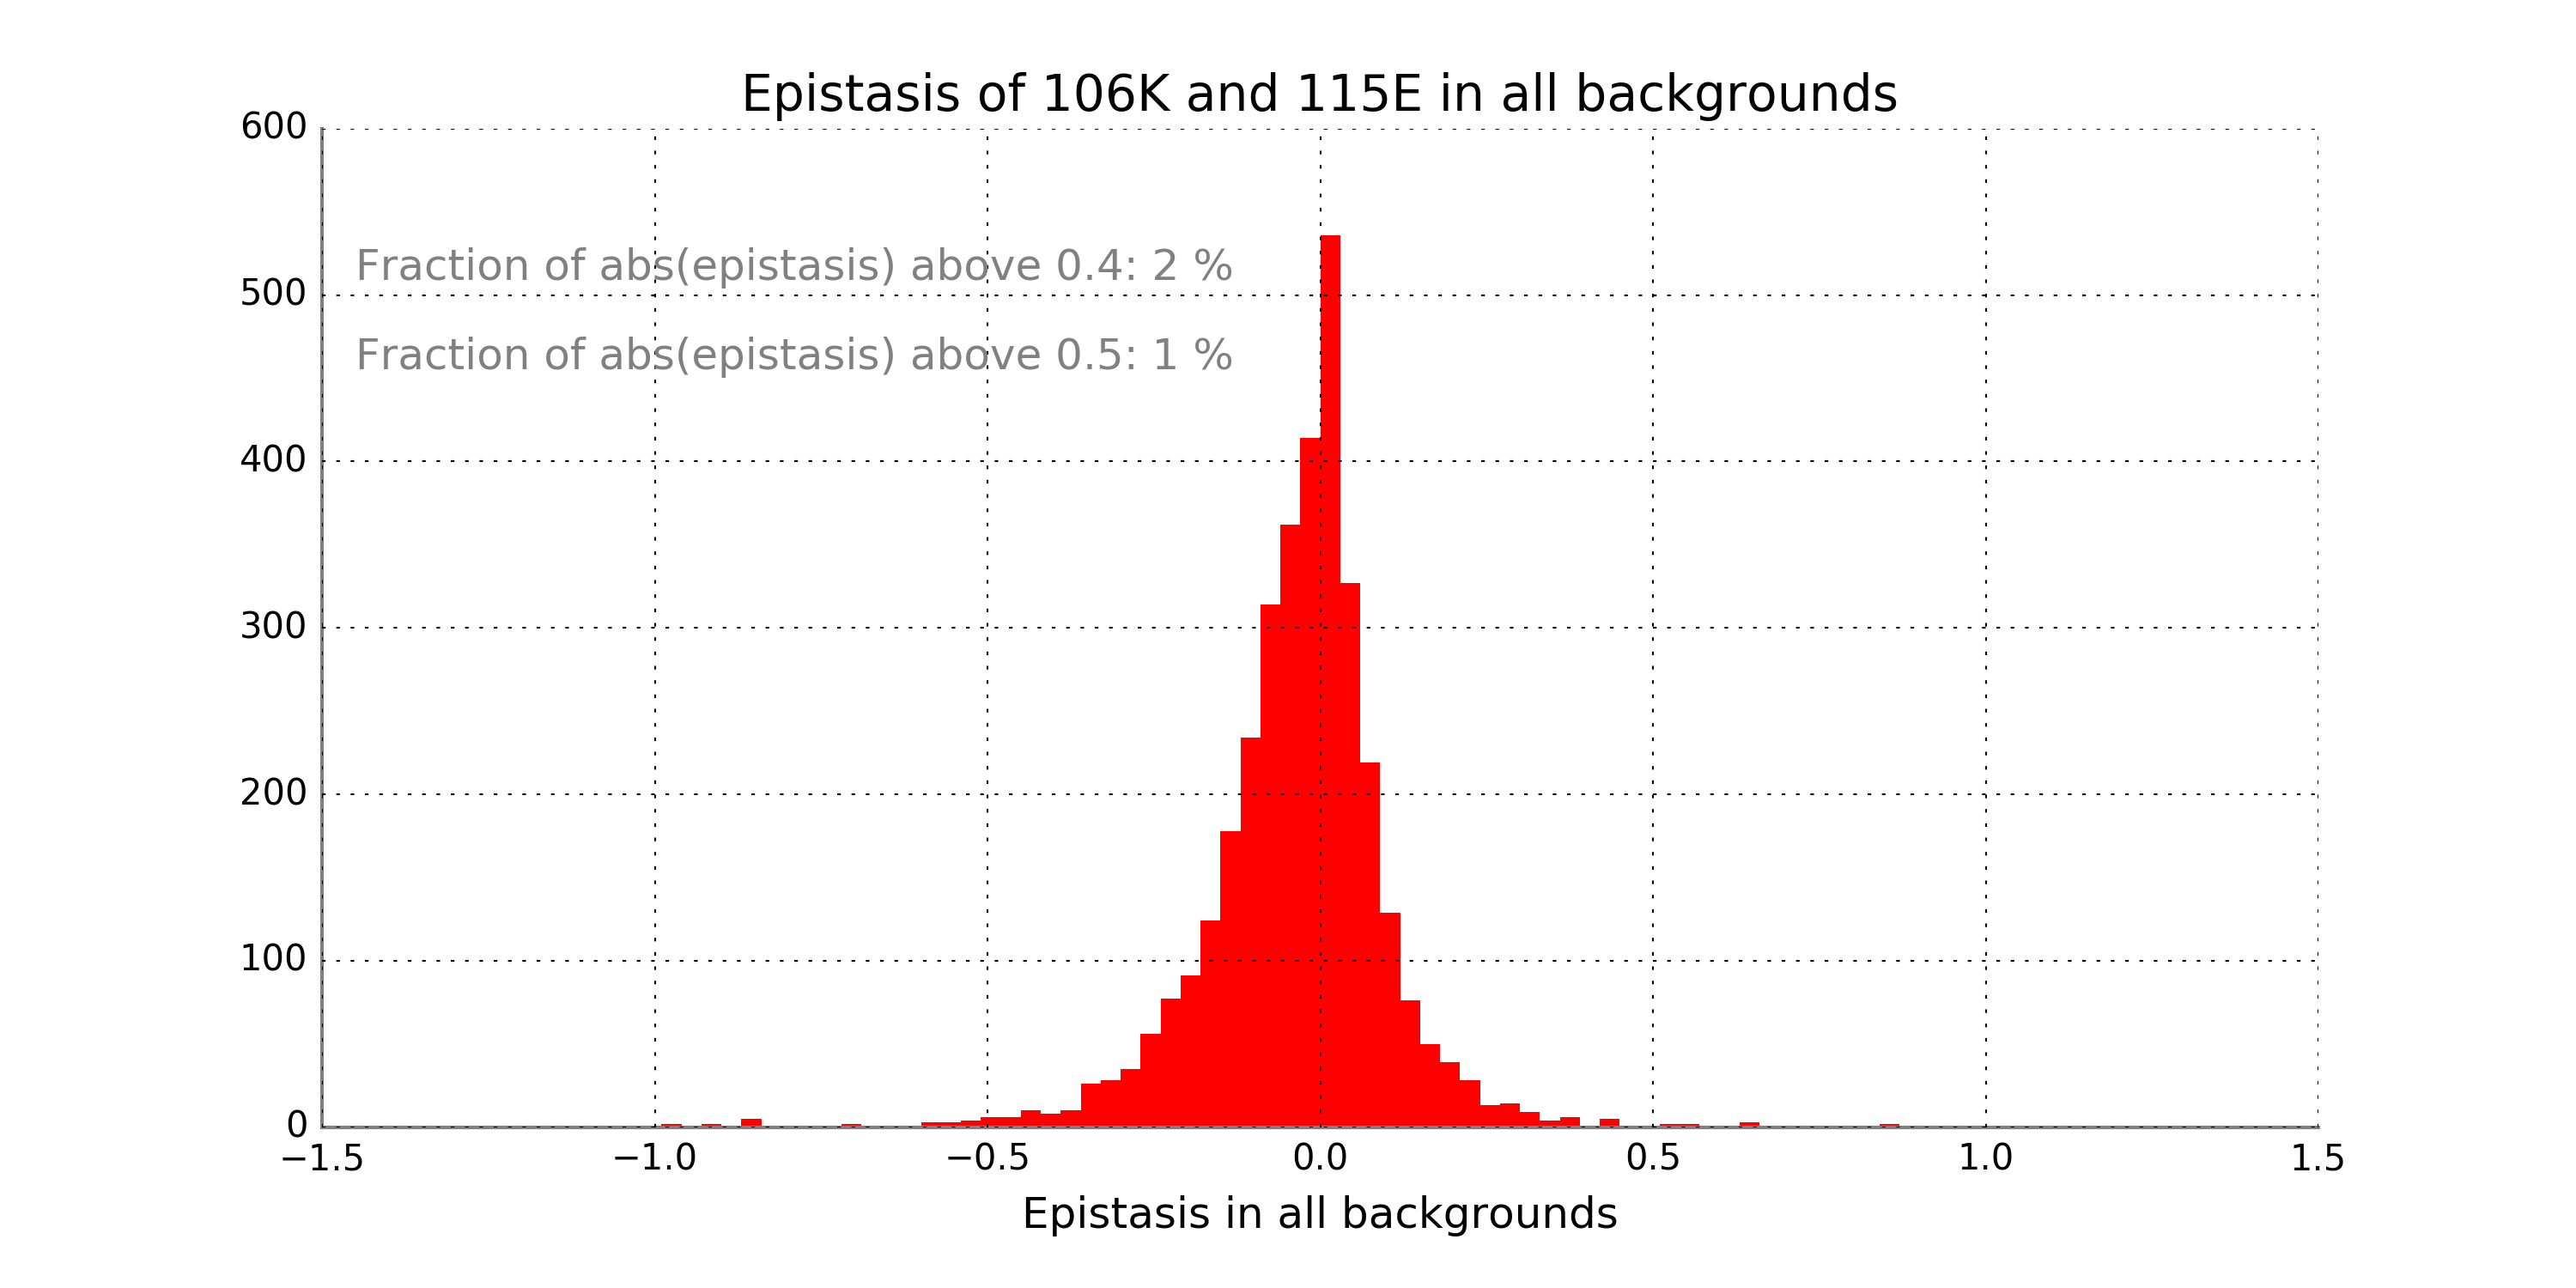 Epistasis of 106K and 115E in all backgrounds
600
Fraction of abs(epistasis) above 0.4: 2 %
500
Fraction of abs(epistasis) above 0.5: 1 %
400
300
200
100
0
−1.5 −1.0 −0.5 0.0 0.5 1.0 1.5
Epistasis in all backgrounds